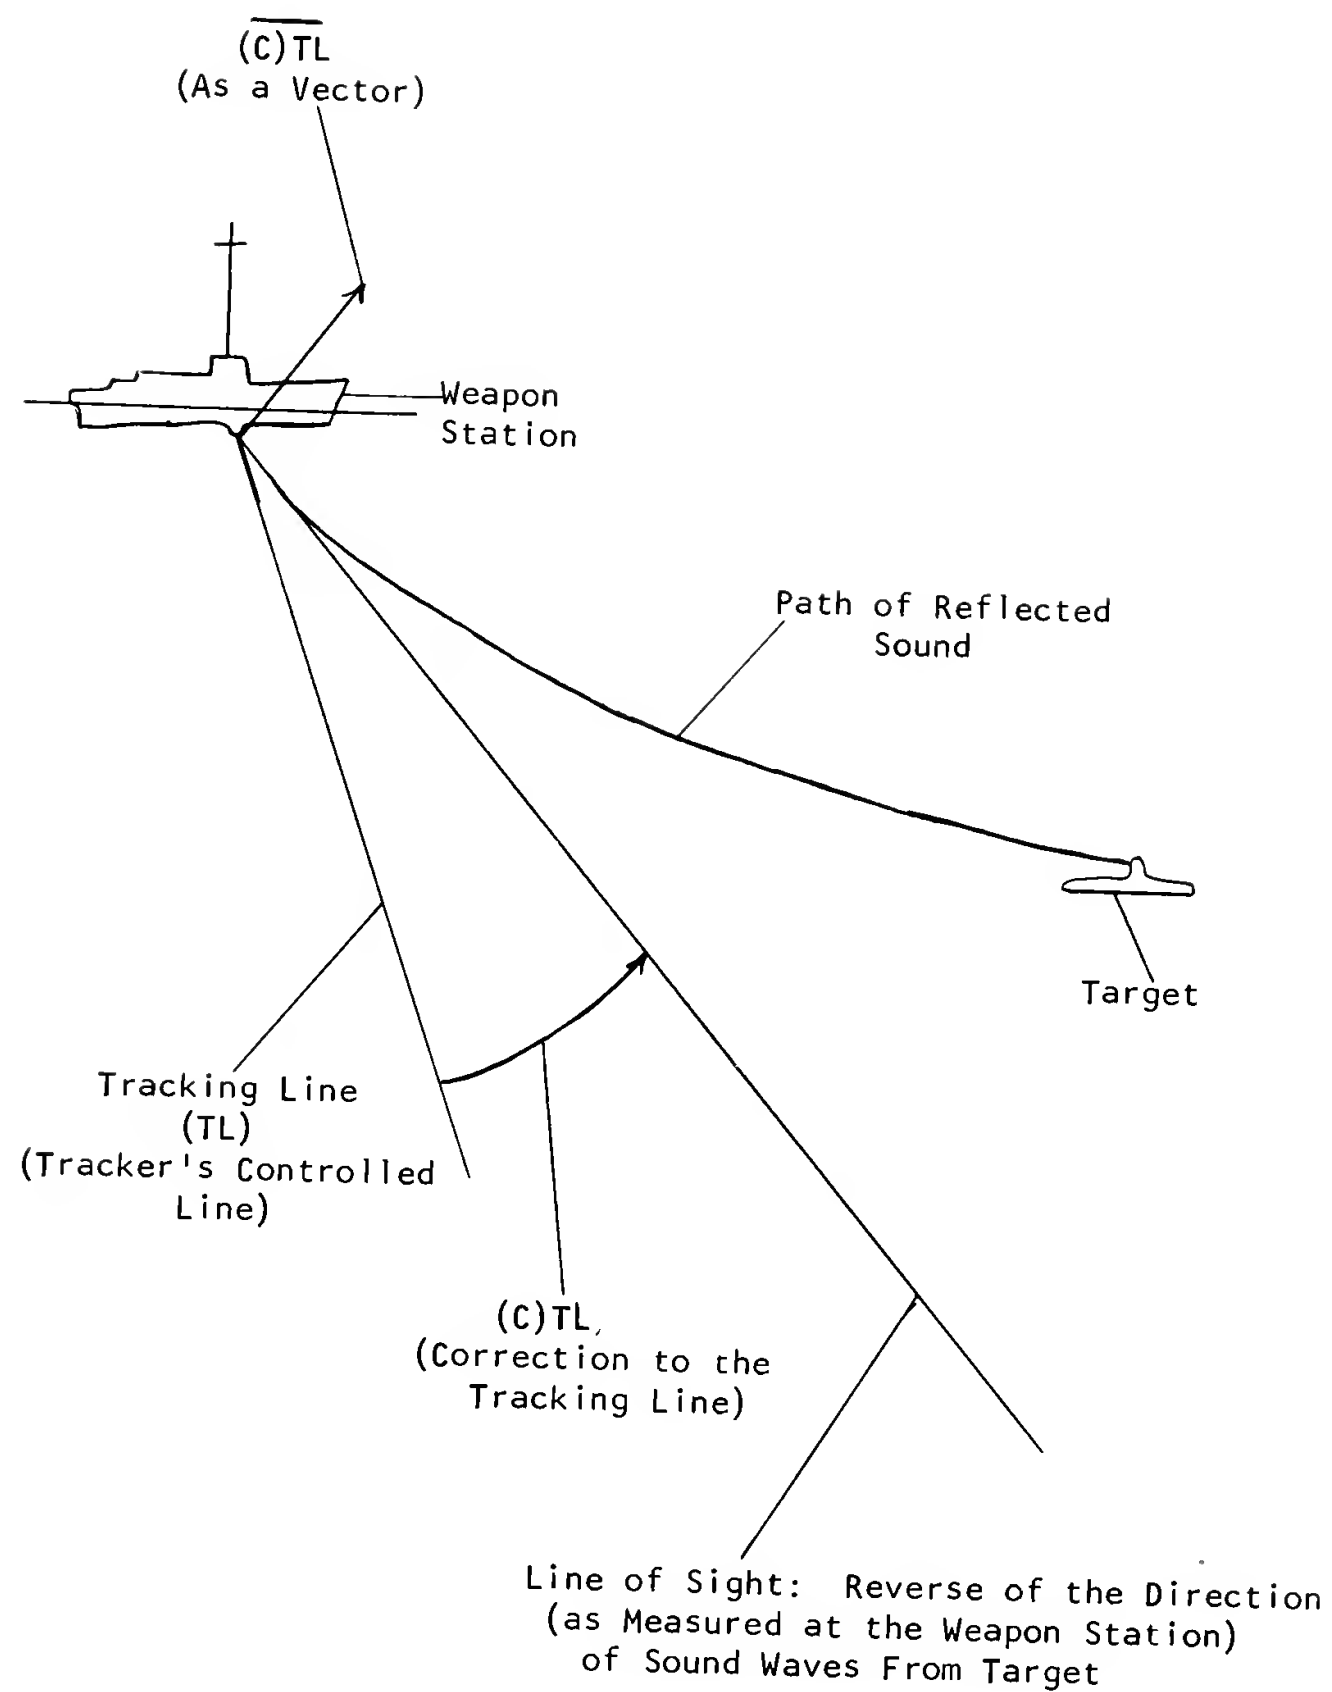 (C)TL
(As a Vector)
Weapon
Station
Path of Reflected
Sound
Target
Tracking Line
(TL)
(Tracker's Controlled
Line)
(C)TL,
(Correction to the
Tracking Line)
Line of Sight: Reverse of the Direction
(as Measured at the Weapon Station)
of Sound Waves From Target